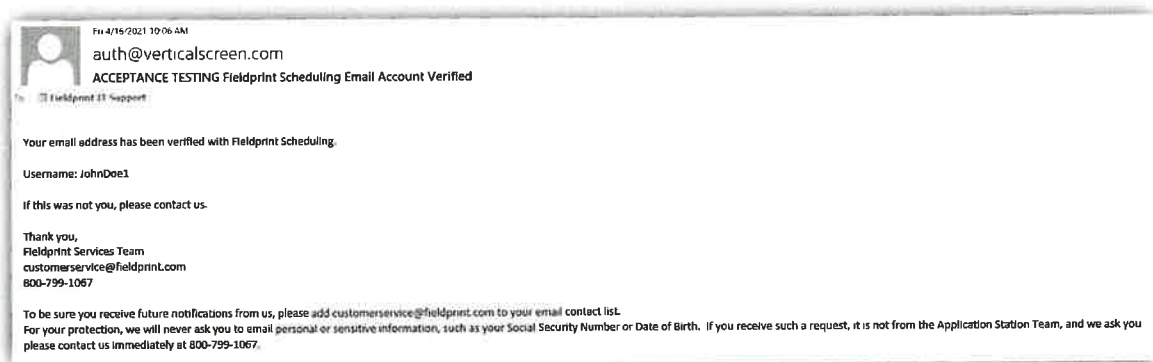 Fri 4/16/2021 10:06 AM
auth@verticalscreen.com
ACCEPTANCE TESTING Fieldprint Scheduling Email Account Verified
To Fieldprint IT Support
Your email address has been verified with Fieldprint Scheduling.
Username: JohnDoe1
If this was not you, please contact us.
Thank you,
Fieldprint Services Team
customerservice@fieldprint.com
800-799-1067
To be sure you receive future notifications from us, please add customerservice@fieldprint.com to your email contact list.
For your protection, we will never ask you to email personal or sensitive information, such as your Social Security Number or Date of Birth. If you receive such a request, it is not from the Application Station Team, and we ask you
please contact us immediately at 800-799-1067.